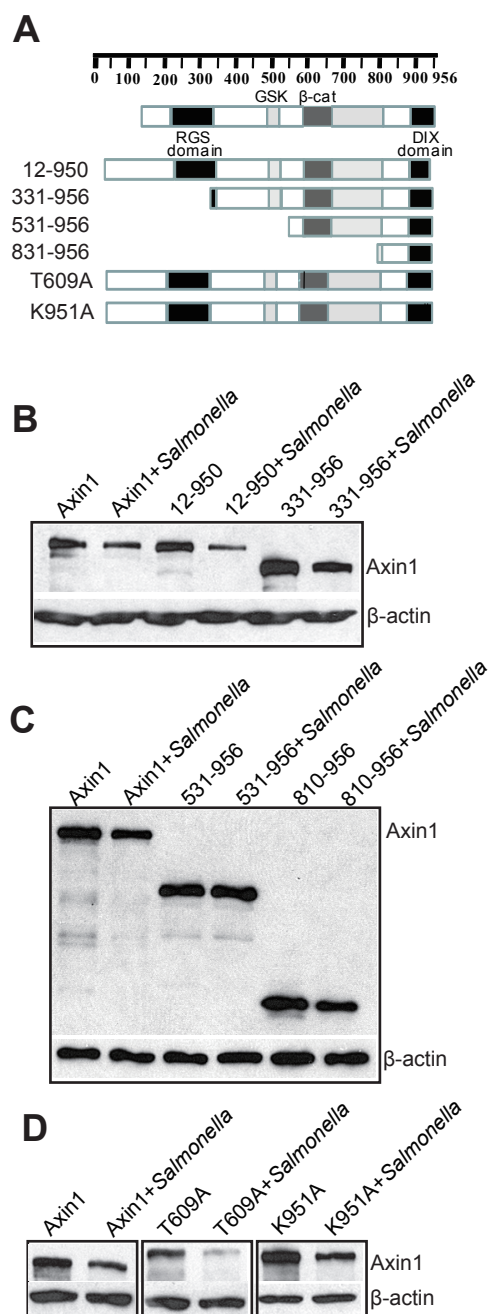 A
0 100 200 300 400 500 600 700 800 900 956
GSK β-cat
RGS domain
DIX domain
12-950
331-956
531-956
831-956
T609A
K951A
B
Axin1
Axin1+Salmonella
12-950
12-950+Salmonella
331-956
331-956+Salmonella
Axin1
β-actin
C
Axin1
Axin1+Salmonella
531-956
531-956+Salmonella
810-956
810-956+Salmonella
Axin1
β-actin
D
Axin1
Axin1+Salmonella
T609A
T609A+Salmonella
K951A
K951A+Salmonella
Axin1
β-actin